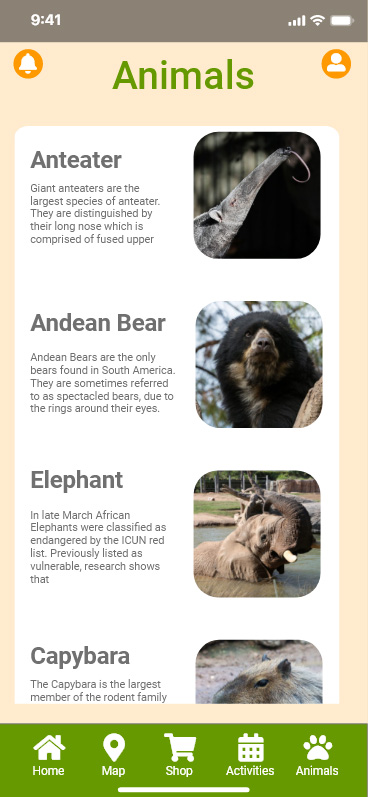 9:41
Animals
Anteater
Giant anteaters are the
largest species of anteater.
They are distinguished by
their long nose which is
comprised of fused upper
Andean Bear
Andean Bears are the only
bears found in South America.
They are sometimes referred
to as spectacled bears, due to
the rings around their eyes.
Elephant
In late March African
Elephants were classified as
endangered by the ICUN red
list. Previously listed as
vulnerable, research shows
that
Capybara
The Capybara is the largest
member of the rodent family
Home Map Shop Activities Animals